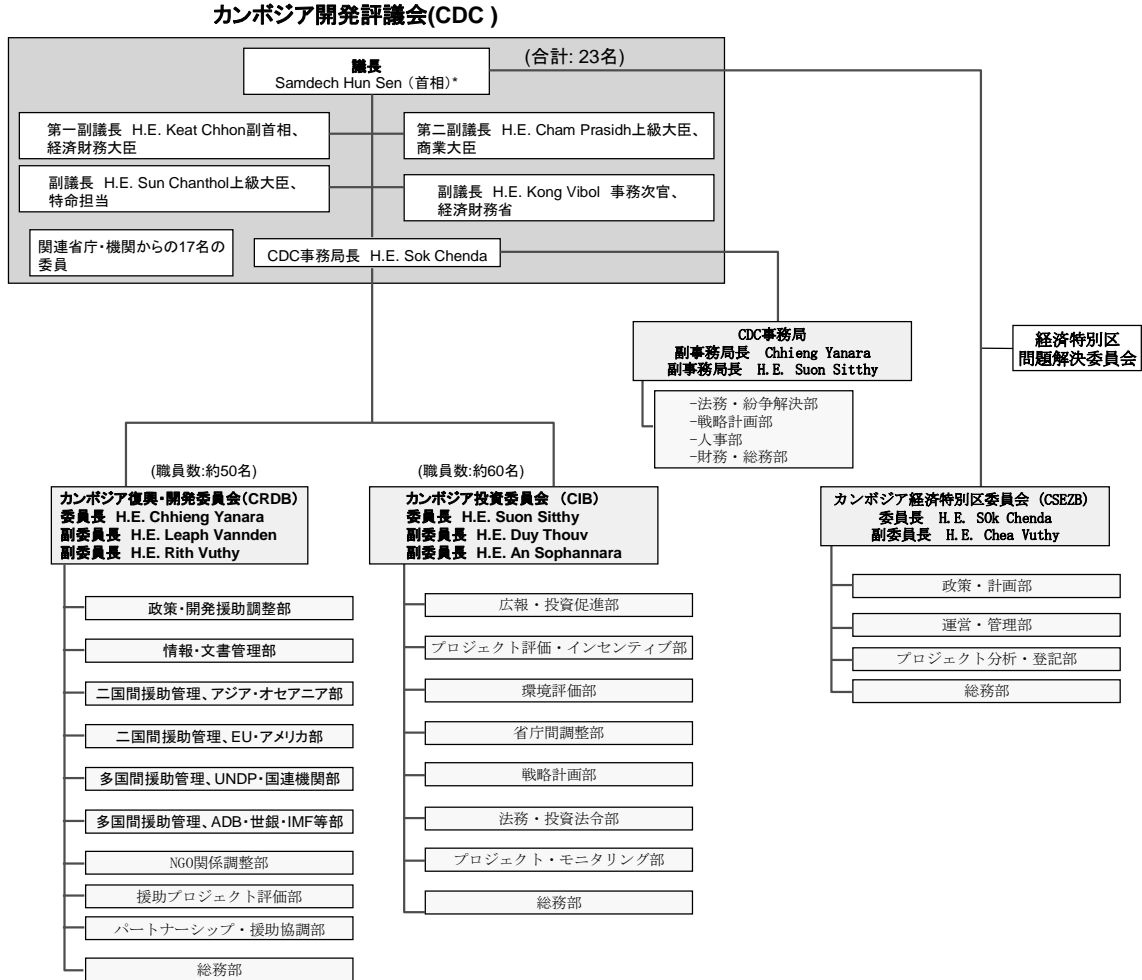 カンボジア開発評議会(CDC )
(合計: 23名)
議長
Samdech Hun Sen (首相)*
第一副議長 H.E. Keat Chhon副首相、
経済財務大臣
第二副議長 H.E. Cham Prasidh上級大臣、
商業大臣
副議長 H.E. Sun Chanthol上級大臣、
特命担当
副議長 H.E. Kong Vibol 事務次官、
経済財務省
関連省庁・機関からの17名の
委員
CDC事務局長 H.E. Sok Chenda
CDC事務局
副事務局長 Chhieng Yanara
副事務局長 H.E. Suon Sitthy
-法務・紛争解決部
-戦略計画部
-人事部
-財務・総務部
経済特別区
問題解決委員会
(職員数:約50名)
カンボジア復興・開発委員会(CRDB)
委員長 H.E. Chhieng Yanara
副委員長 H.E. Leaph Vannden
副委員長 H.E. Rith Vuthy
政策・開発援助調整部
情報・文書管理部
二国間援助管理、アジア・オセアニア部
二国間援助管理、EU・アメリカ部
多国間援助管理、UNDP・国連機関部
多国間援助管理、ADB・世銀・IMF等部
NGO関係調整部
援助プロジェクト評価部
パートナーシップ・援助協調部
総務部
(職員数:約60名)
カンボジア投資委員会 (CIB)
委員長 H.E. Suon Sitthy
副委員長 H.E. Duy Thouv
副委員長 H.E. An Sophannara
広報・投資促進部
プロジェクト評価・インセンティブ部
環境評価部
省庁間調整部
戦略計画部
法務・投資法令部
プロジェクト・モニタリング部
総務部
カンボジア経済特別区委員会 (CSEZB)
委員長 H.E. SOk Chenda
副委員長 H.E. Chea Vuthy
政策・計画部
運営・管理部
プロジェクト分析・登記部
総務部